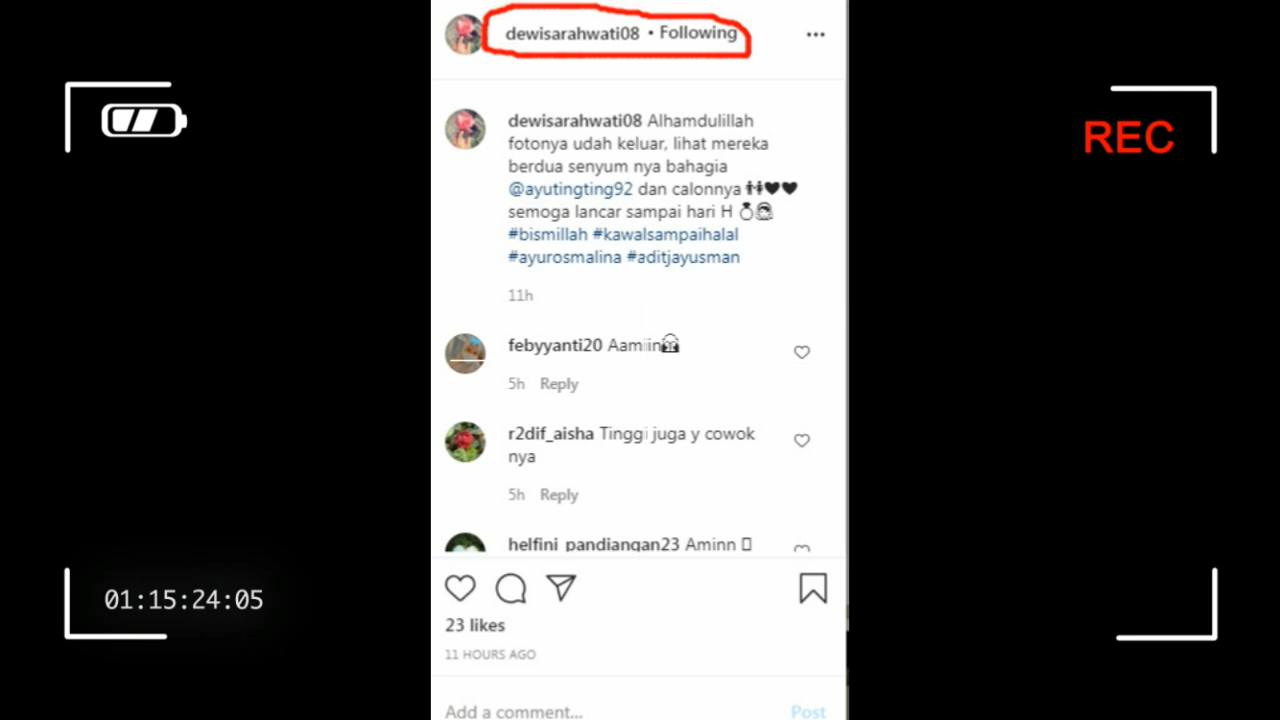 dewisarahwati08 • Following
REC
dewisarahwati08 Alhamdulillah
fotonya udah keluar, lihat mereka
berdua senyum nya bahagia
@ayutingting92 dan calonnya 👫🖤🖤
semoga lancar sampai hari H 💍👰
#bismillah #kawalsampaihalal
#ayurosmalina #aditjayusman
11h
febyyanti20 Aamiin
5h Reply
r2dif_aisha Tinggi juga y cowok
nya
5h Reply
helfini_pandiangan23 Aminn
23 likes
11 HOURS AGO
Add a comment... Post
01:15:24:05